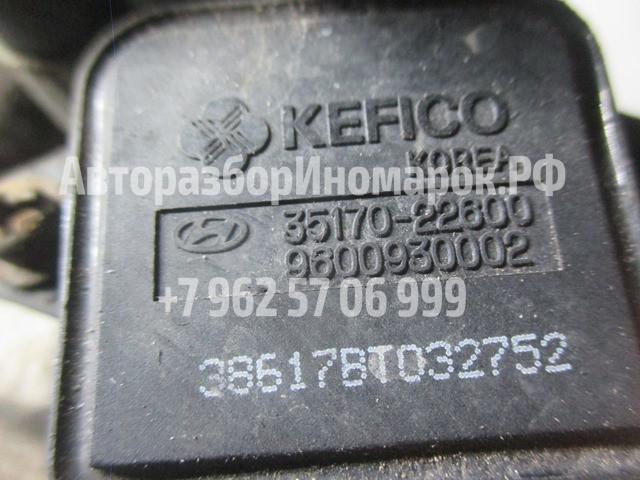 KEFICO
KOREA
АвторазборИномарок.РФ
35170-22600
9600930002
+7 962 57 06 999
38617BT032752